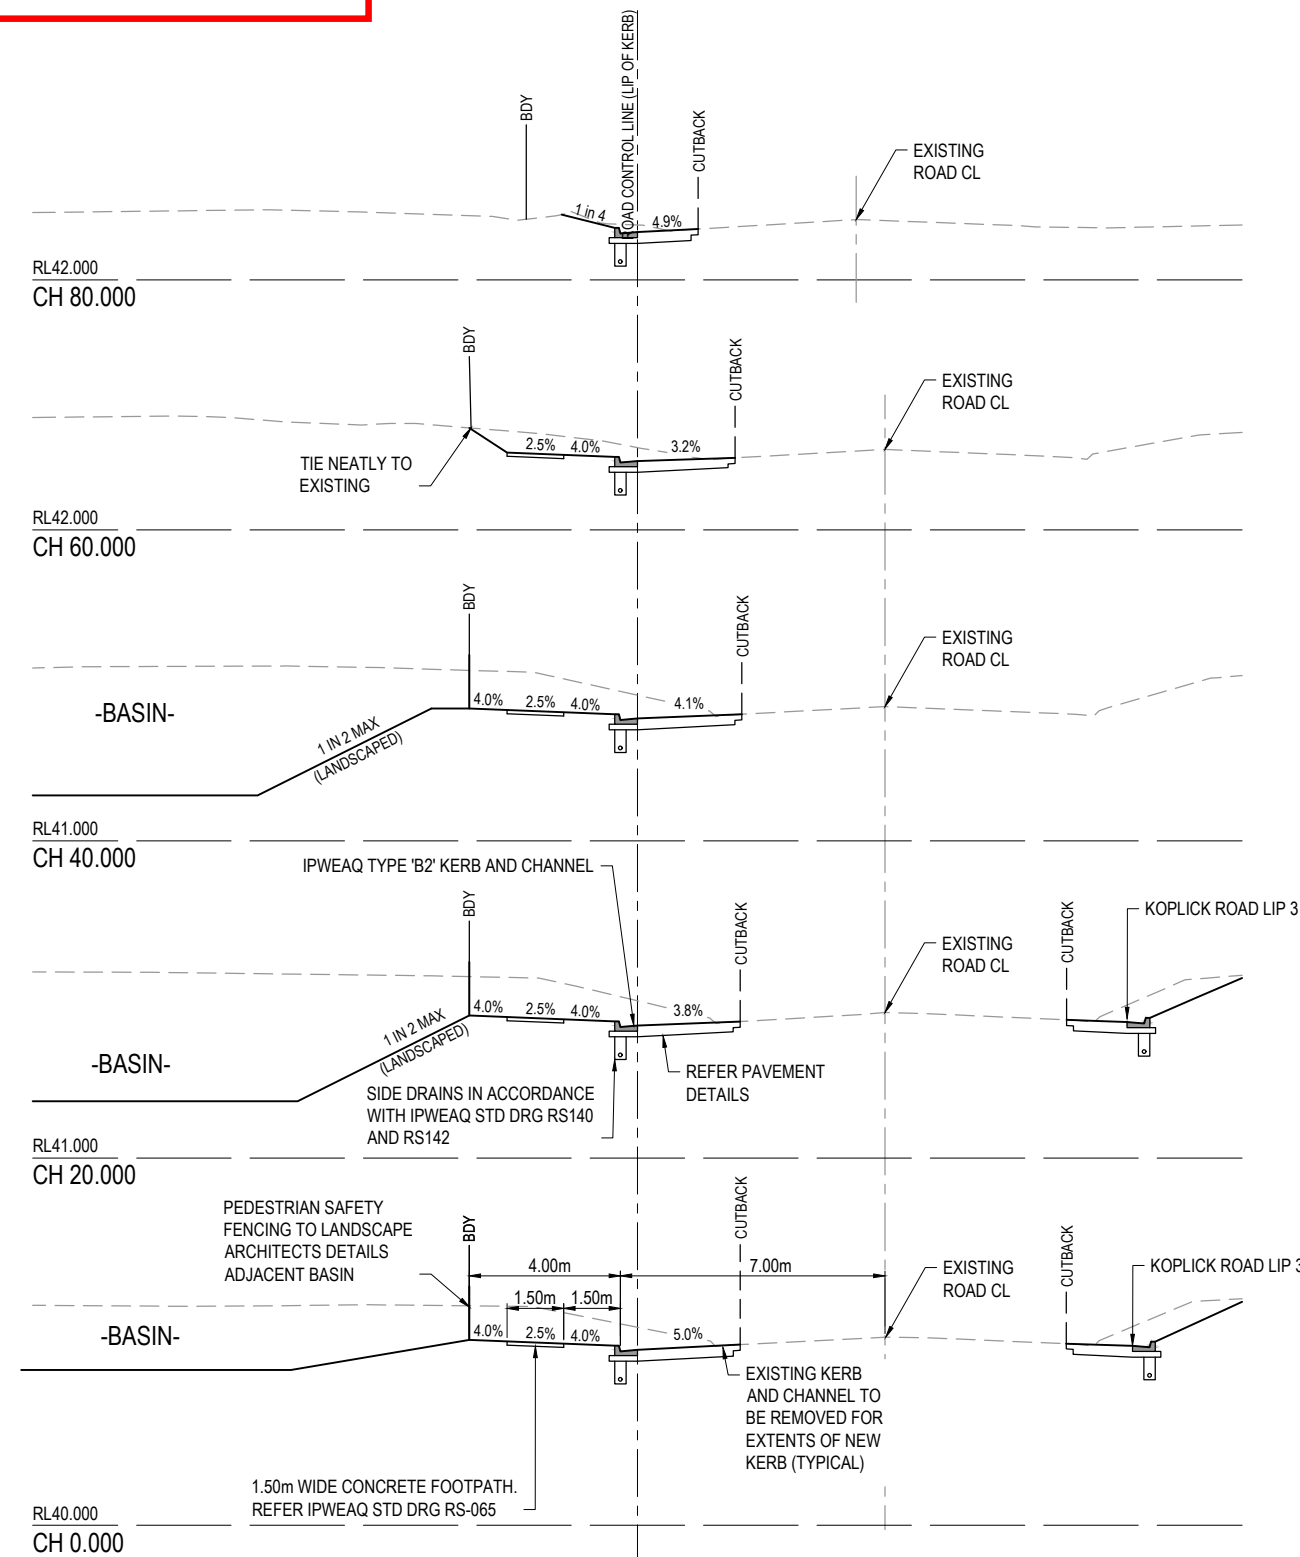 BDY
ROAD CONTROL LINE (LIP OF KERB)
CUTBACK
EXISTING
ROAD CL
1 in 4
4.9%
RL42.000
CH 80.000
BDY
CUTBACK
EXISTING
ROAD CL
2.5%
4.0%
3.2%
TIE NEATLY TO
EXISTING
RL42.000
CH 60.000
BDY
CUTBACK
EXISTING
ROAD CL
-BASIN-
1 IN 2 MAX
(LANDSCAPED)
4.0%
2.5%
4.0%
4.1%
RL41.000
CH 40.000
IPWEAQ TYPE 'B2' KERB AND CHANNEL
BDY
CUTBACK
EXISTING
ROAD CL
CUTBACK
KOPLICK ROAD LIP 3
4.0%
2.5%
4.0%
3.8%
1 IN 2 MAX
(LANDSCAPED)
-BASIN-
REFER PAVEMENT
DETAILS
SIDE DRAINS IN ACCORDANCE
WITH IPWEAQ STD DRG RS140
AND RS142
RL41.000
CH 20.000
PEDESTRIAN SAFETY
FENCING TO LANDSCAPE
ARCHITECTS DETAILS
ADJACENT BASIN
BDY
CUTBACK
4.00m
7.00m
1.50m
1.50m
EXISTING
ROAD CL
CUTBACK
KOPLICK ROAD LIP 3
-BASIN-
4.0%
2.5%
4.0%
5.0%
EXISTING KERB
AND CHANNEL TO
BE REMOVED FOR
EXTENTS OF NEW
KERB (TYPICAL)
1.50m WIDE CONCRETE FOOTPATH.
REFER IPWEAQ STD DRG RS-065
RL40.000
CH 0.000